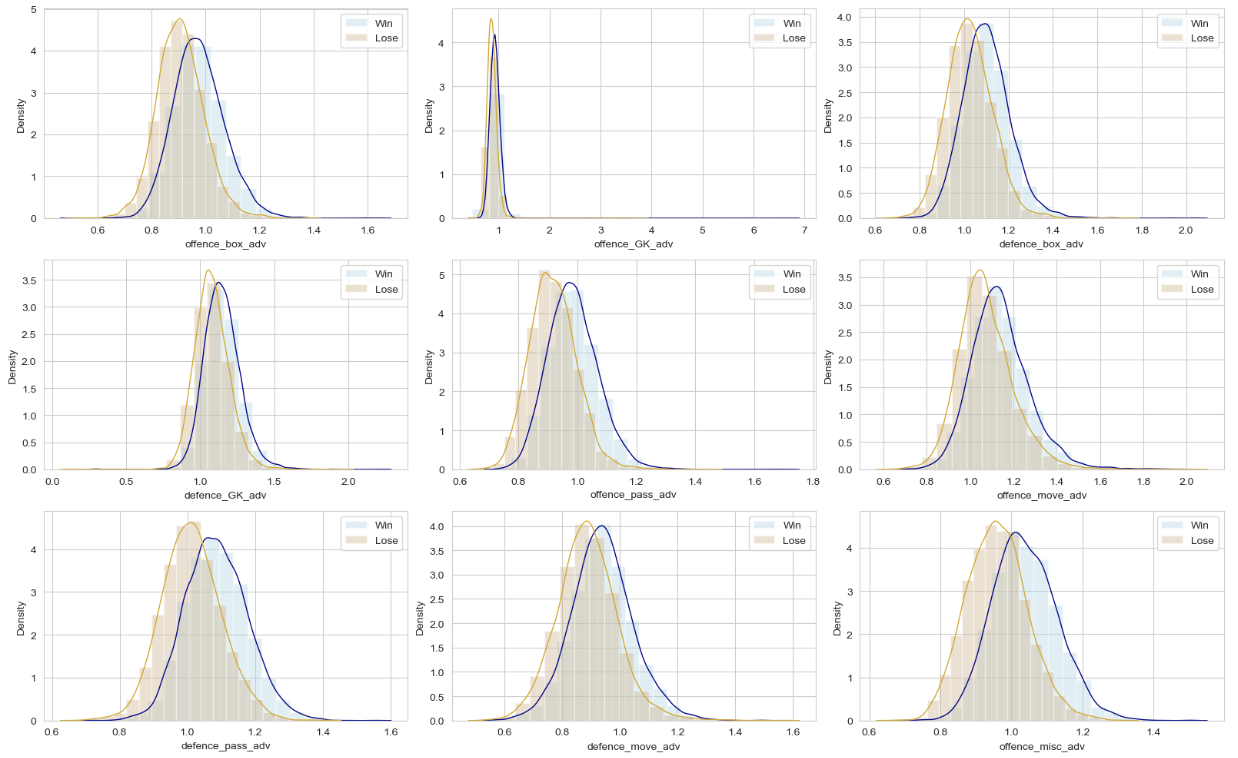 5
4
3
2
1
0
Density
Win
Lose
0.6 0.8 1.0 1.2 1.4 1.6
offence_box_adv
4
3
2
1
0
Density
Win
Lose
1 2 3 4 5 6 7
offence_GK_adv
4.0
3.5
3.0
2.5
2.0
1.5
1.0
0.5
0.0
Density
Win
Lose
0.6 0.8 1.0 1.2 1.4 1.6 1.8 2.0
defence_box_adv
3.5
3.0
2.5
2.0
1.5
1.0
0.5
0.0
Density
Win
Lose
0.0 0.5 1.0 1.5 2.0
defence_GK_adv
5
4
3
2
1
0
Density
Win
Lose
0.6 0.8 1.0 1.2 1.4 1.6 1.8
offence_pass_adv
3.5
3.0
2.5
2.0
1.5
1.0
0.5
0.0
Density
Win
Lose
0.6 0.8 1.0 1.2 1.4 1.6 1.8 2.0
offence_move_adv
4
3
2
1
0
Density
Win
Lose
0.6 0.8 1.0 1.2 1.4 1.6
defence_pass_adv
4.0
3.5
3.0
2.5
2.0
1.5
1.0
0.5
0.0
Density
Win
Lose
0.6 0.8 1.0 1.2 1.4 1.6
defence_move_adv
4
3
2
1
0
Density
Win
Lose
0.6 0.8 1.0 1.2 1.4
offence_misc_adv